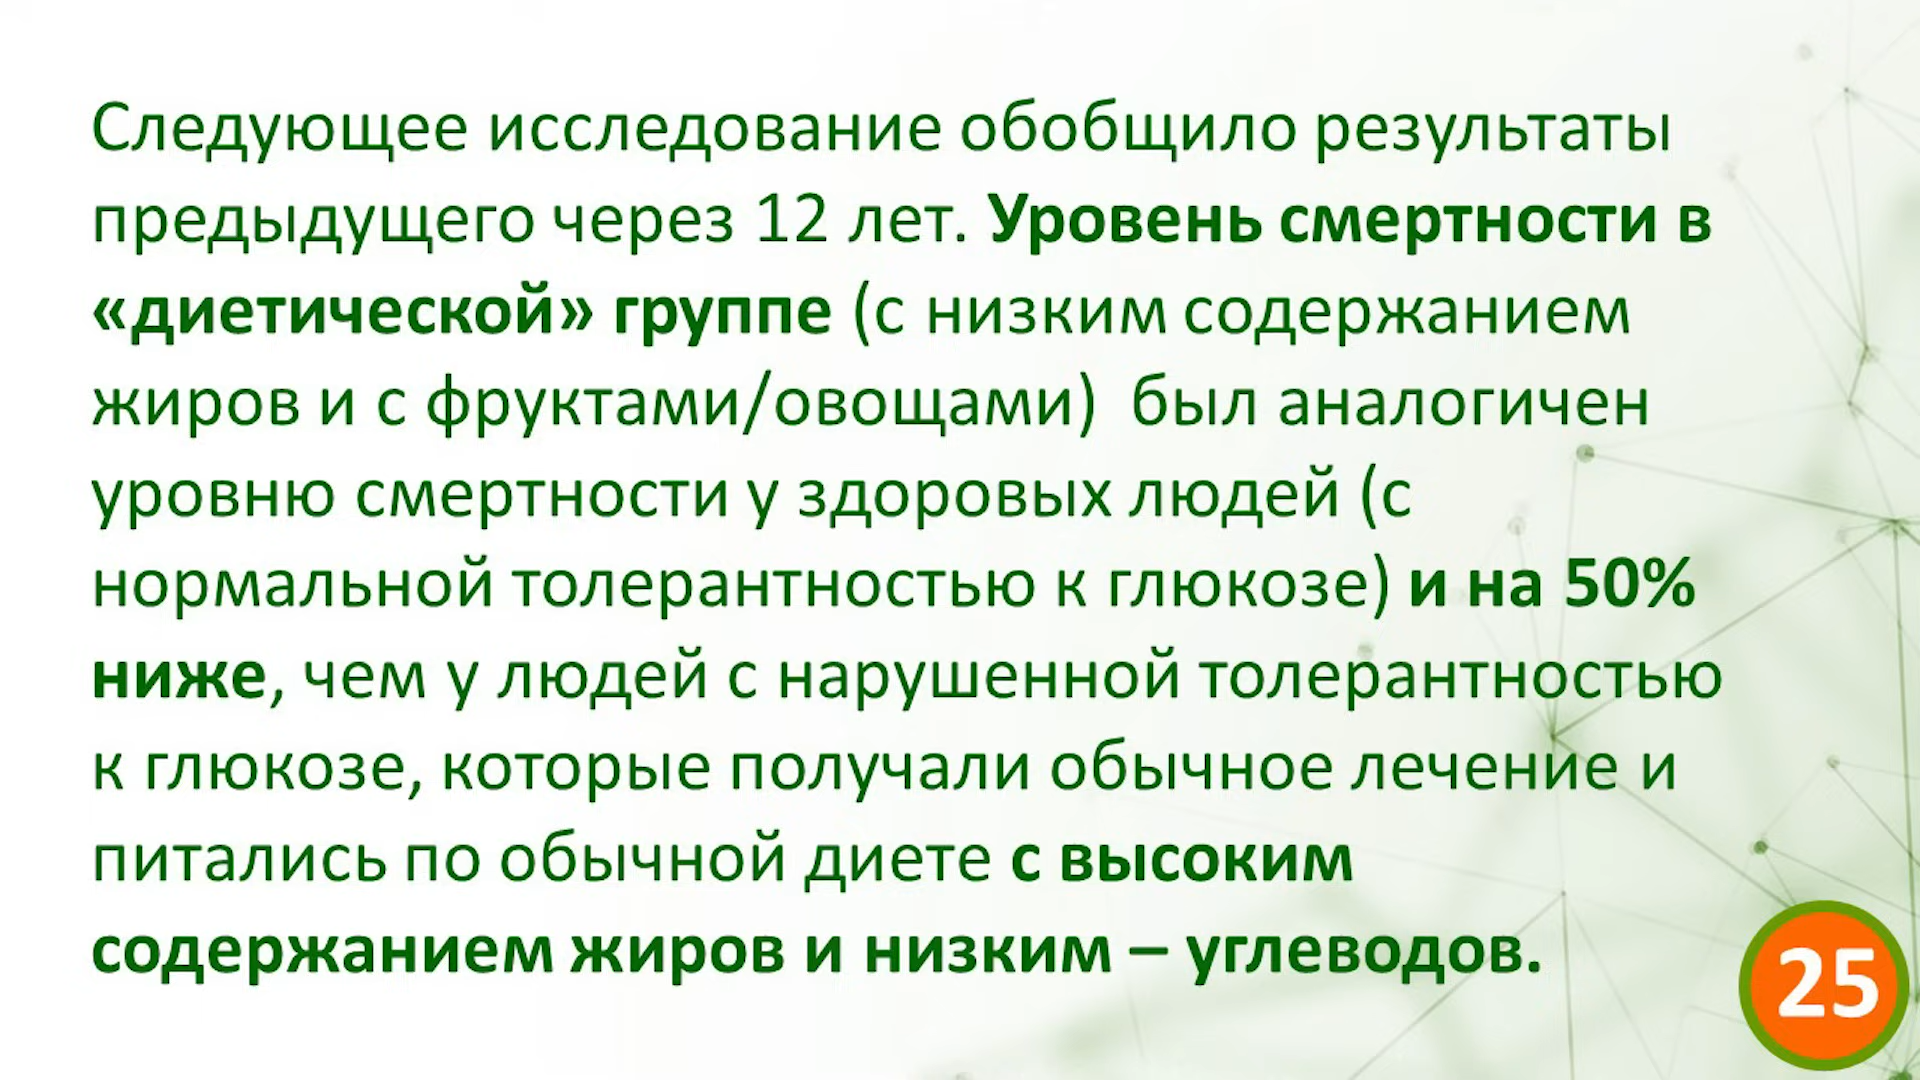 Следующее исследование обобщило результаты
предыдущего через 12 лет. Уровень смертности в
«диетической» группе (с низким содержанием
жиров и с фруктами/овощами) был аналогичен
уровню смертности у здоровых людей (с
нормальной толерантностью к глюкозе) и на 50%
ниже, чем у людей с нарушенной толерантностью
к глюкозе, которые получали обычное лечение и
питались по обычной диете с высоким
содержанием жиров и низким – углеводов.
25